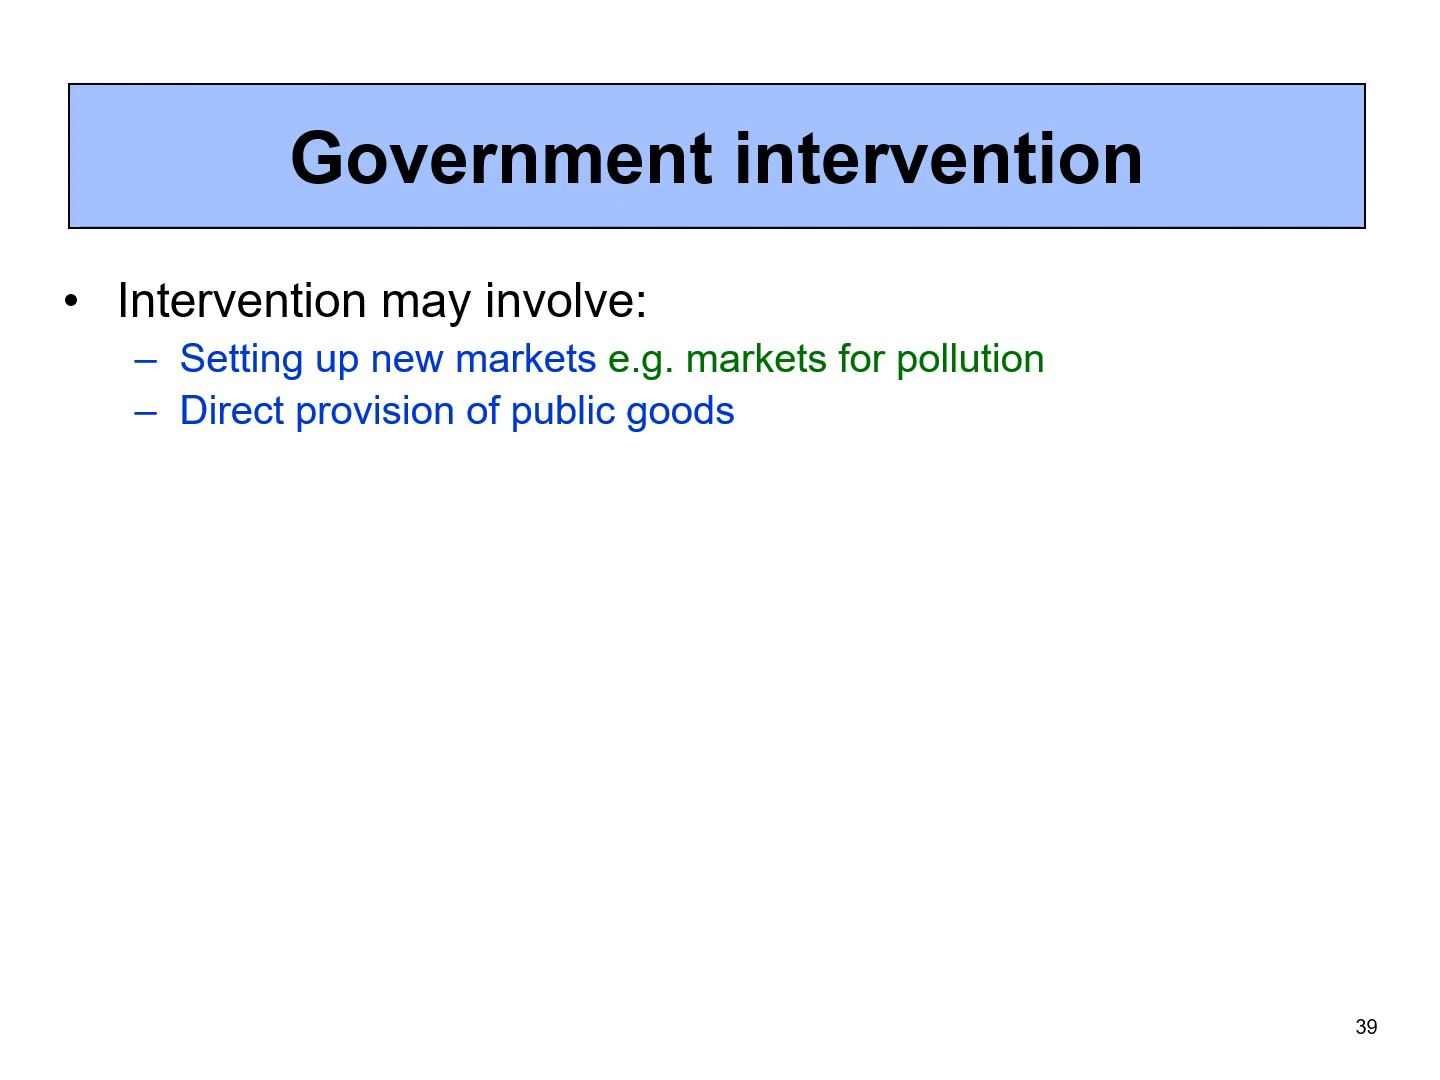 Government intervention
• Intervention may involve:
– Setting up new markets e.g. markets for pollution
– Direct provision of public goods
39